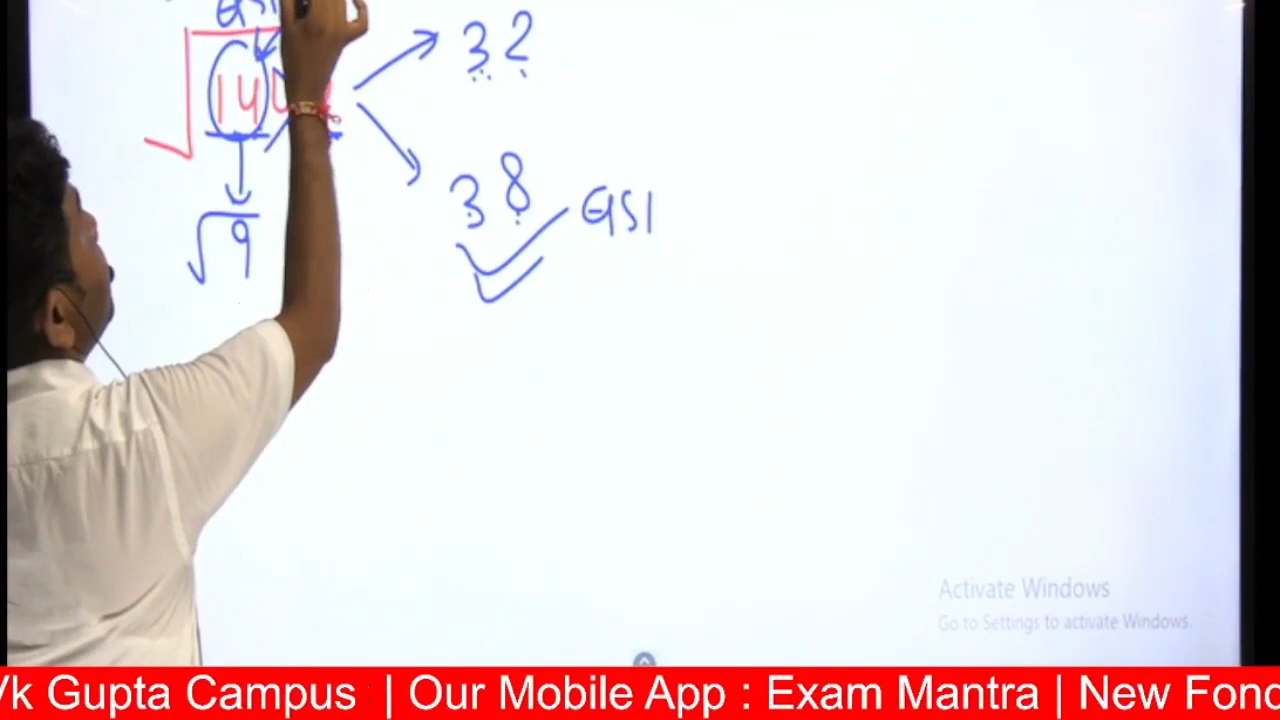 32
14
38 बडा
√9
Activate Windows
Go to Settings to activate Windows.
Vk Gupta Campus | Our Mobile App : Exam Mantra | New Fond